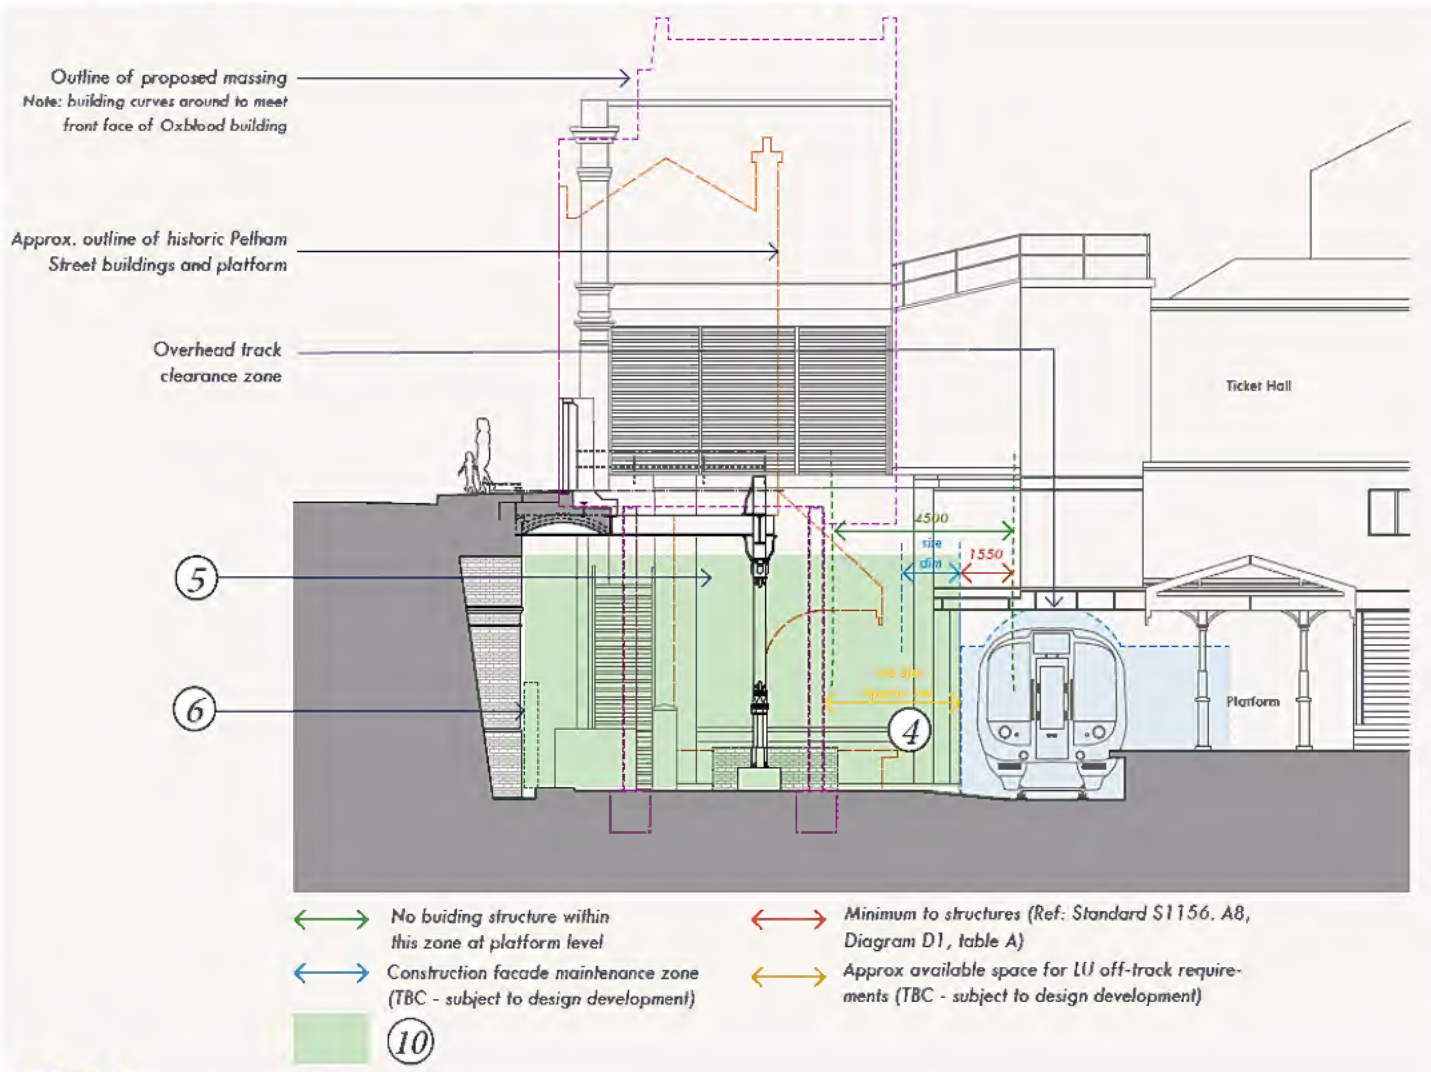 Outline of proposed massing
Note: building curves around to meet
front face of Oxblood building
Approx. outline of historic Pelham
Street buildings and platform
Overhead track
clearance zone
Ticket Hall
4500
site
dim
1550
5
6
4
Platform
No buiding structure within
this zone at platform level
Construction facade maintenance zone
(TBC - subject to design development)
10
Minimum to structures (Ref: Standard S1156. A8,
Diagram D1, table A)
Approx available space for LU off-track require-
ments (TBC - subject to design development)